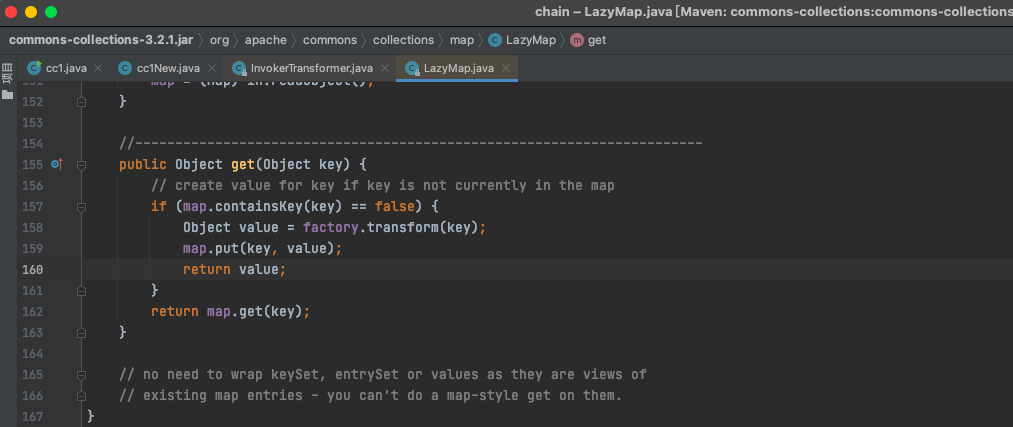 chain – LazyMap.java [Maven: commons-collections:commons-collections
commons-collections-3.2.1.jar 〉 org 〉 apache 〉 commons 〉 collections 〉 map 〉 C LazyMap 〉 m get
cc1.java × cc1New.java × InvokerTransformer.java × LazyMap.java ×
项目
151 map = (Map) in.readObject();
152 }
153
154 //-----------------------------------------------------------------------
155 public Object get(Object key) {
156 // create value for key if key is not currently in the map
157 if (map.containsKey(key) == false) {
158 Object value = factory.transform(key);
159 map.put(key, value);
160 return value;
161 }
162 return map.get(key);
163 }
164
165 // no need to wrap keySet, entrySet or values as they are views of
166 // existing map entries - you can't do a map-style get on them.
167 }